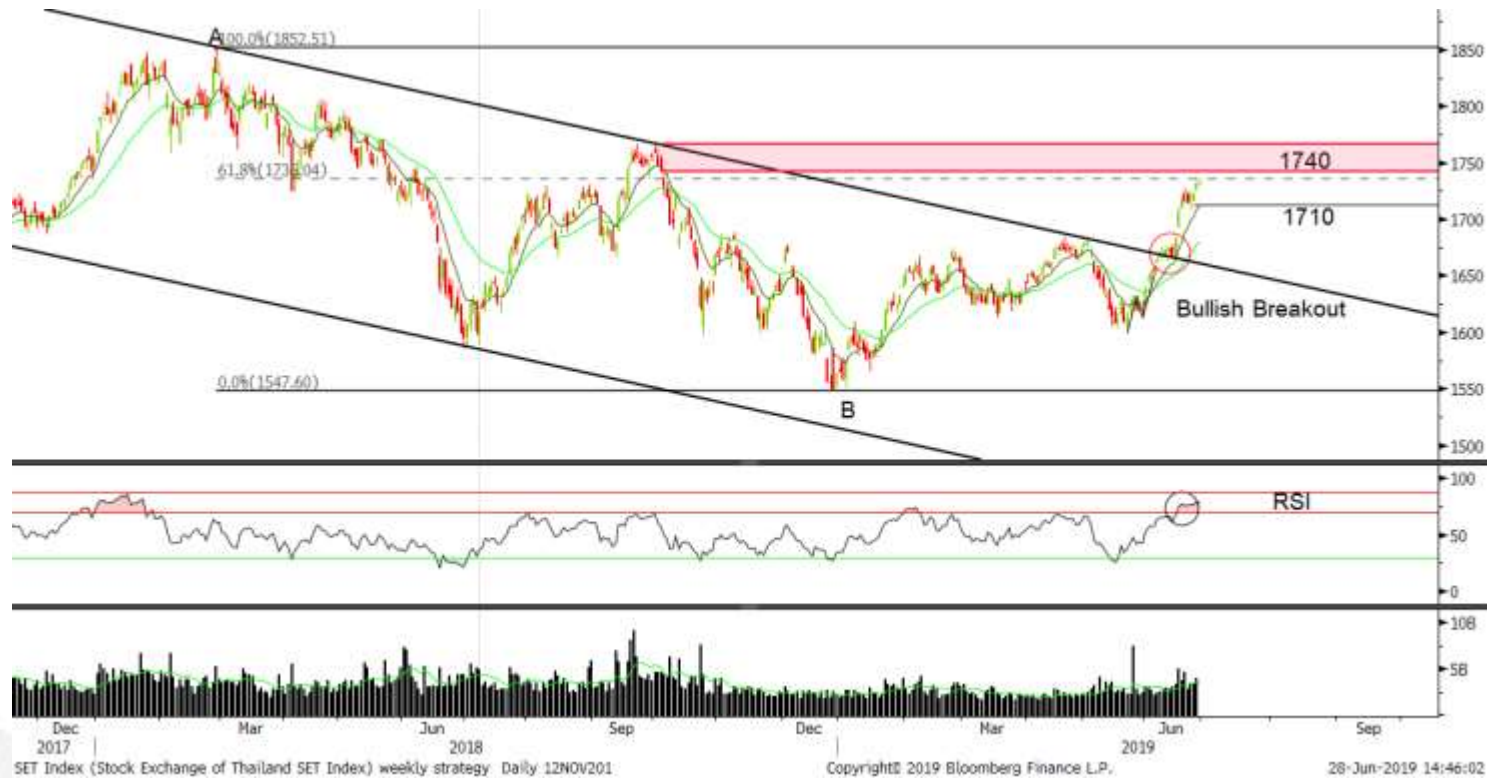 A
100.0%(1852.51)
1850
1800
61.8%(1736.04)
1740
1750
1710
1700
1650
Bullish Breakout
1600
0.0%(1547.60)
1550
B
1500
100
RSI
50
0
10B
5B
Dec Mar Jun Sep Dec Mar Jun Sep
2017 2018 2019
SET Index (Stock Exchange of Thailand SET Index) weekly strategy Daily 12NOV201 Copyright© 2019 Bloomberg Finance L.P. 28-Jun-2019 14:46:02